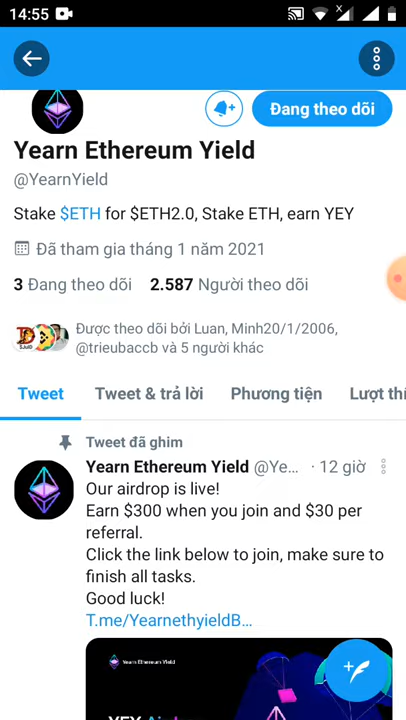 14:55
Đang theo dõi
Yearn Ethereum Yield
@YearnYield
Stake $ETH for $ETH2.0, Stake ETH, earn YEY
Đã tham gia tháng 1 năm 2021
3 Đang theo dõi 2.587 Người theo dõi
Được theo dõi bởi Luan, Minh20/1/2006,
@trieubaccb và 5 người khác
Tweet Tweet & trả lời Phương tiện Lượt thí
Tweet đã ghim
Yearn Ethereum Yield @Ye... · 12 giờ
Our airdrop is live!
Earn $300 when you join and $30 per
referral.
Click the link below to join, make sure to
finish all tasks.
Good luck!
T.me/YearnethyieldB...
Yearn Ethereum Yield
YEY Airdrop